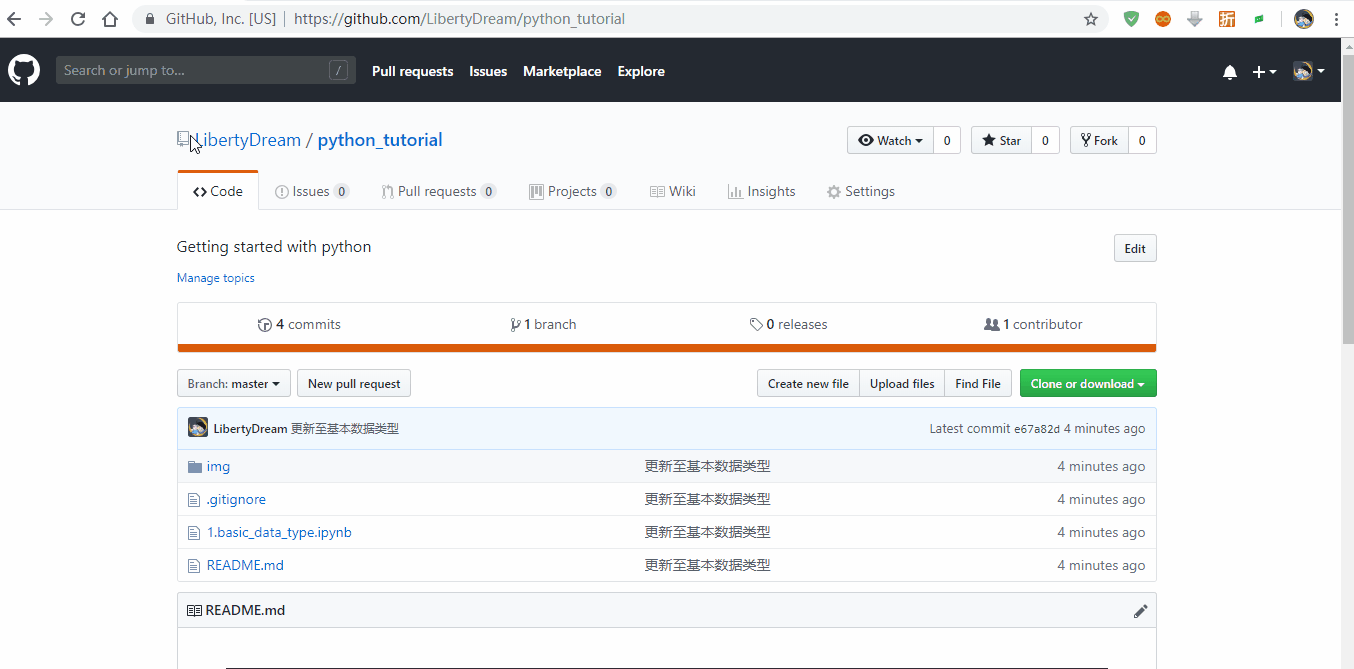 GitHub, Inc. [US] | https://github.com/LibertyDream/python_tutorial 折
Search or jump to... / Pull requests Issues Marketplace Explore
LibertyDream / python_tutorial Watch 0 Star 0 Fork 0
Code Issues 0 Pull requests 0 Projects 0 Wiki Insights Settings
Getting started with python Edit
Manage topics
4 commits 1 branch 0 releases 1 contributor
Branch: master New pull request Create new file Upload files Find File Clone or download
LibertyDream 更新至基本数据类型 Latest commit e67a82d 4 minutes ago
img 更新至基本数据类型 4 minutes ago
.gitignore 更新至基本数据类型 4 minutes ago
1.basic_data_type.ipynb 更新至基本数据类型 4 minutes ago
README.md 更新至基本数据类型 4 minutes ago
README.md